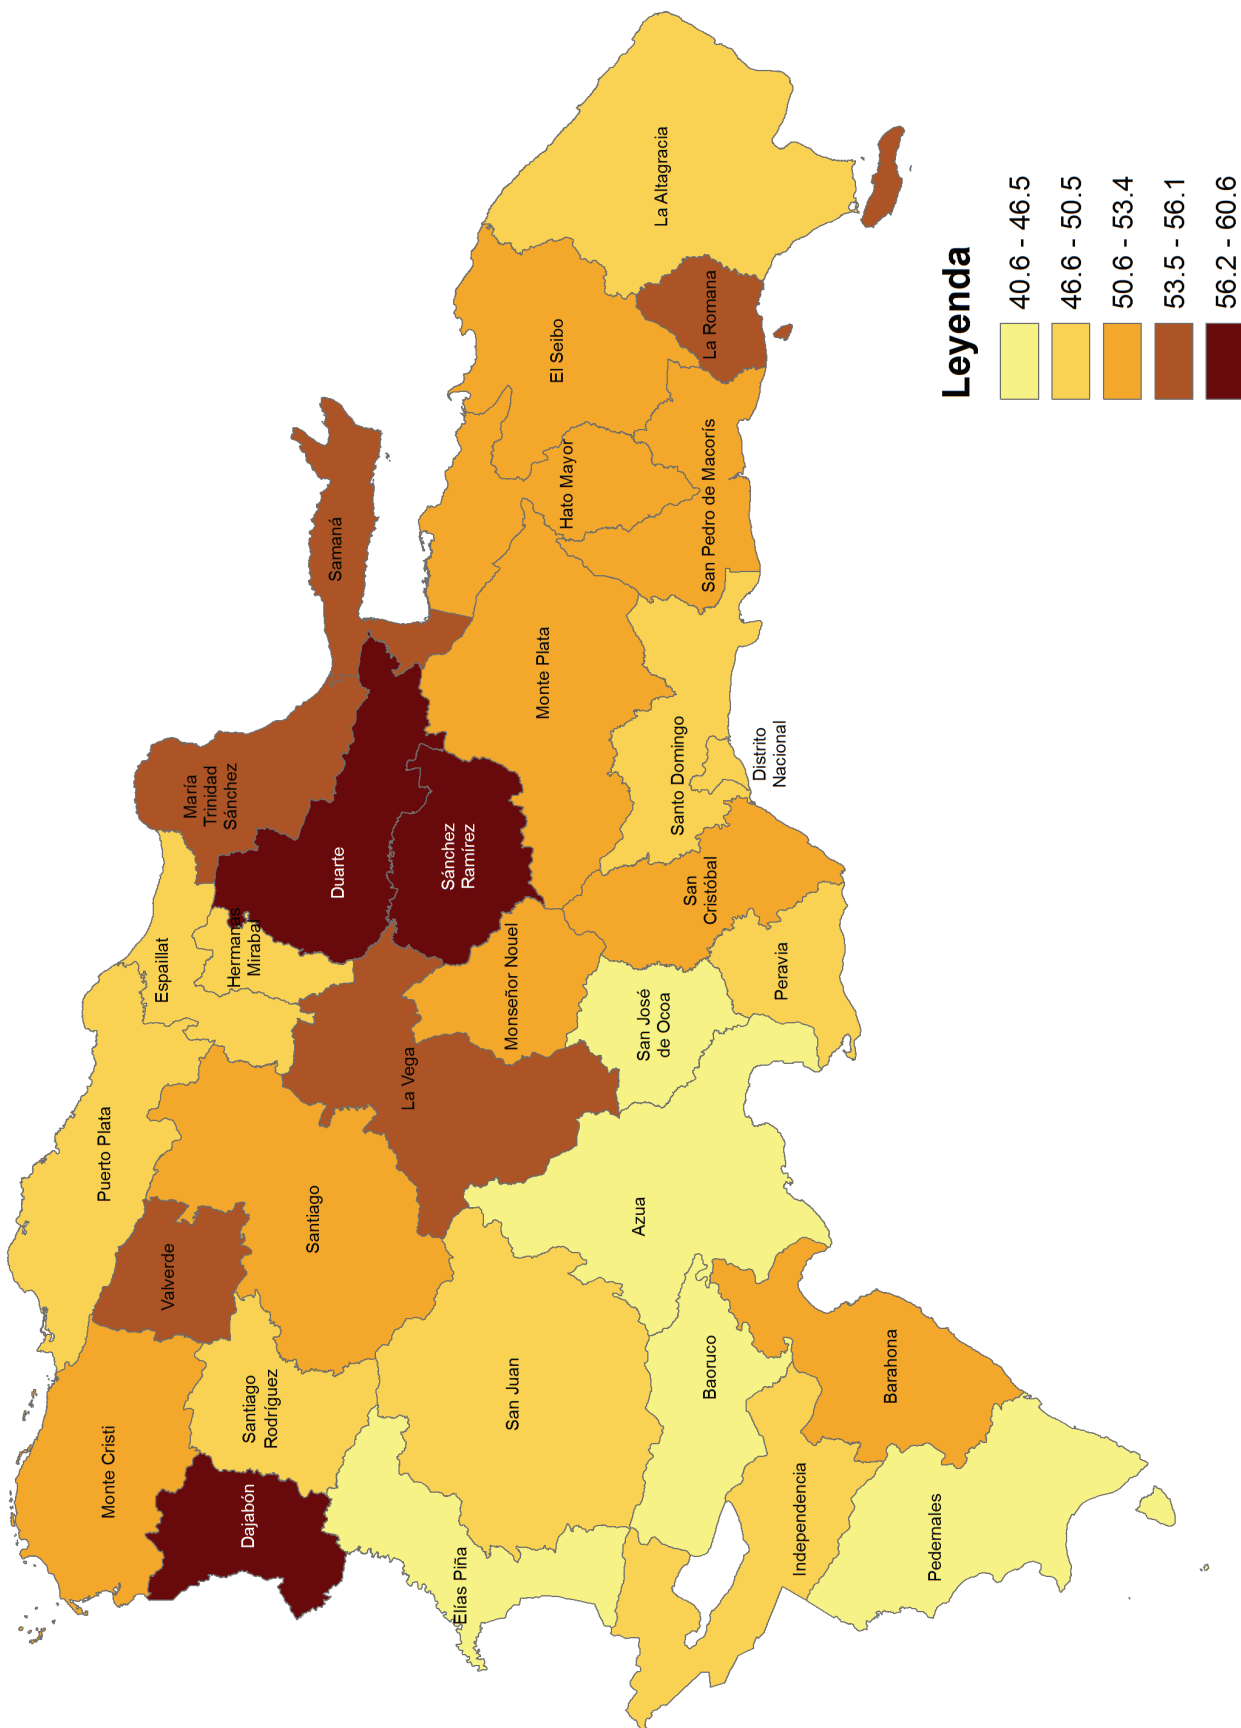 Puerto Plata
Espaillat
María
Trinidad
Sánchez
Monte Cristi
Valverde
Hermanas
Mirabal
Samaná
Dajabón
Santiago
Rodríguez
Santiago
Duarte
La Vega
Sánchez
Ramírez
Elías Piña
San Juan
Monseñor Nouel
Monte Plata
Hato Mayor
El Seibo
La Altagracia
Azua
San José
de Ocoa
San
Cristóbal
Santo Domingo
San Pedro de Macorís
La Romana
Baoruco
Peravia
Distrito
Nacional
Independencia
Barahona
Pedernales
Leyenda
40.6 - 46.5
46.6 - 50.5
50.6 - 53.4
53.5 - 56.1
56.2 - 60.6